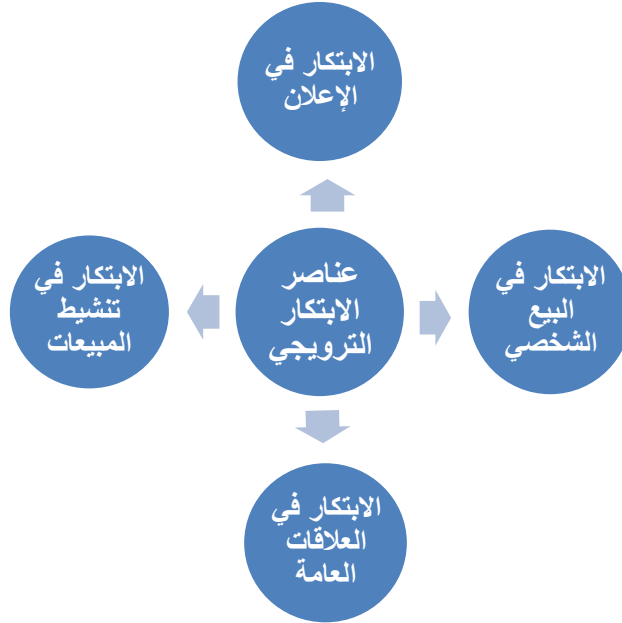 الابتكار في
الإعلان
الابتكار في
البيع
الشخصي
عناصر
الابتكار
الترويجي
الابتكار في
تنشيط
المبيعات
الابتكار في
العلاقات
العامة